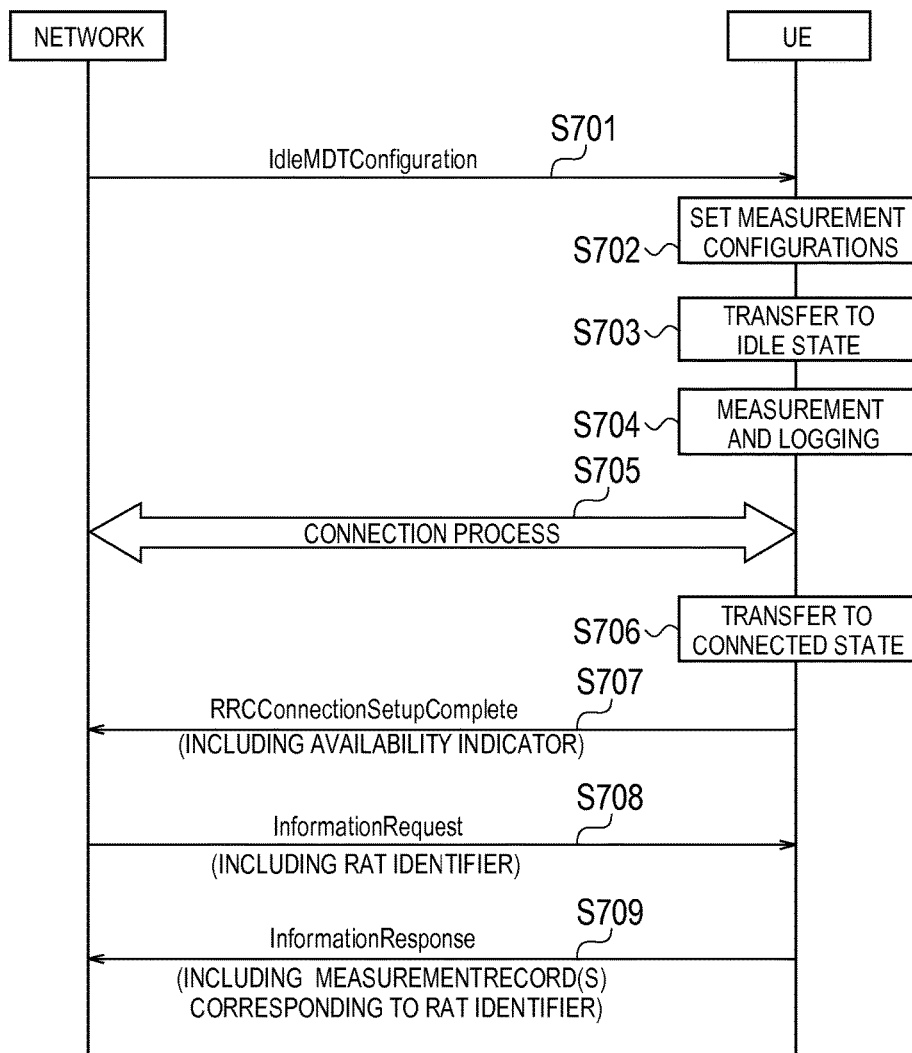 NETWORK
UE
S701
IdleMDTConfiguration
SET MEASUREMENT
CONFIGURATIONS
S702
TRANSFER TO
IDLE STATE
S703
MEASUREMENT
AND LOGGING
S704
S705
CONNECTION PROCESS
TRANSFER TO
CONNECTED STATE
S706
S707
RRCConnectionSetupComplete
(INCLUDING AVAILABILITY INDICATOR)
S708
InformationRequest
(INCLUDING RAT IDENTIFIER)
S709
InformationResponse
(INCLUDING MEASUREMENTRECORD(S)
CORRESPONDING TO RAT IDENTIFIER)